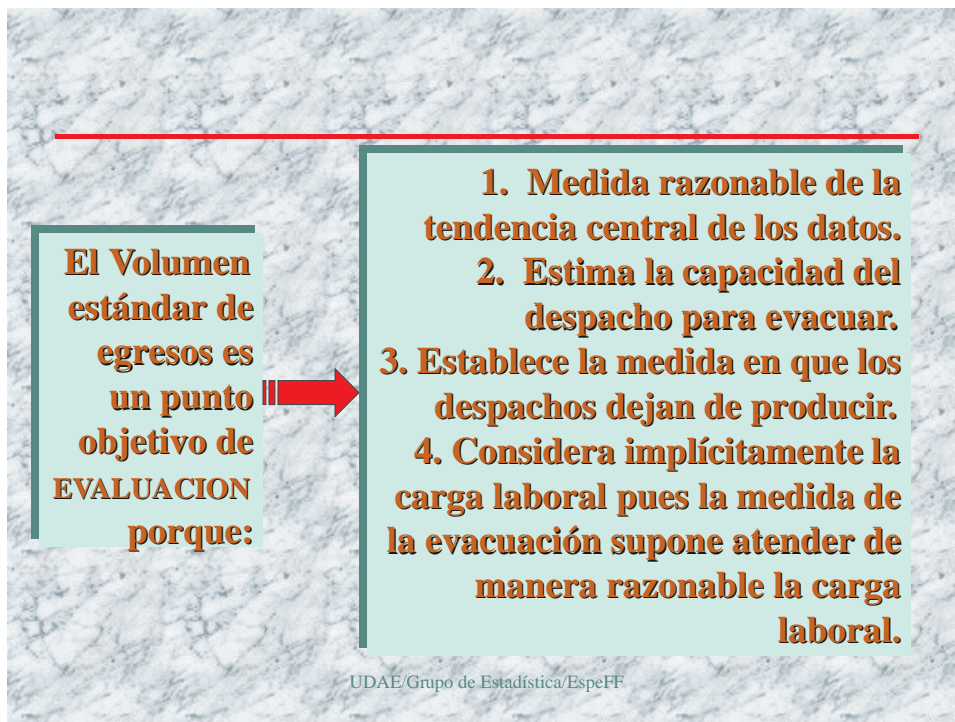 El Volumen
estándar de
egresos es
un punto
objetivo de
EVALUACION
porque:
1. Medida razonable de la
tendencia central de los datos.
2. Estima la capacidad del
despacho para evacuar.
3. Establece la medida en que los
despachos dejan de producir.
4. Considera implícitamente la
carga laboral pues la medida de
la evacuación supone atender de
manera razonable la carga
laboral.
UDAE/Grupo de Estadística/EspeFF